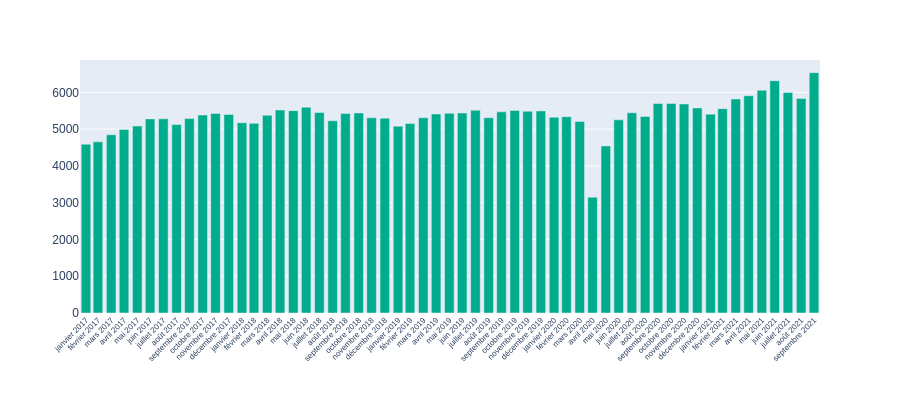 6000
5000
4000
3000
2000
1000
0
janvier 2017
février 2017
mars 2017
avril 2017
mai 2017
juin 2017
juillet 2017
août 2017
septembre 2017
octobre 2017
novembre 2017
décembre 2017
janvier 2018
février 2018
mars 2018
avril 2018
mai 2018
juin 2018
juillet 2018
août 2018
septembre 2018
octobre 2018
novembre 2018
décembre 2018
janvier 2019
février 2019
mars 2019
avril 2019
mai 2019
juin 2019
juillet 2019
août 2019
septembre 2019
octobre 2019
novembre 2019
décembre 2019
janvier 2020
février 2020
mars 2020
avril 2020
mai 2020
juin 2020
juillet 2020
août 2020
septembre 2020
octobre 2020
novembre 2020
décembre 2020
janvier 2021
février 2021
mars 2021
avril 2021
mai 2021
juin 2021
juillet 2021
août 2021
septembre 2021